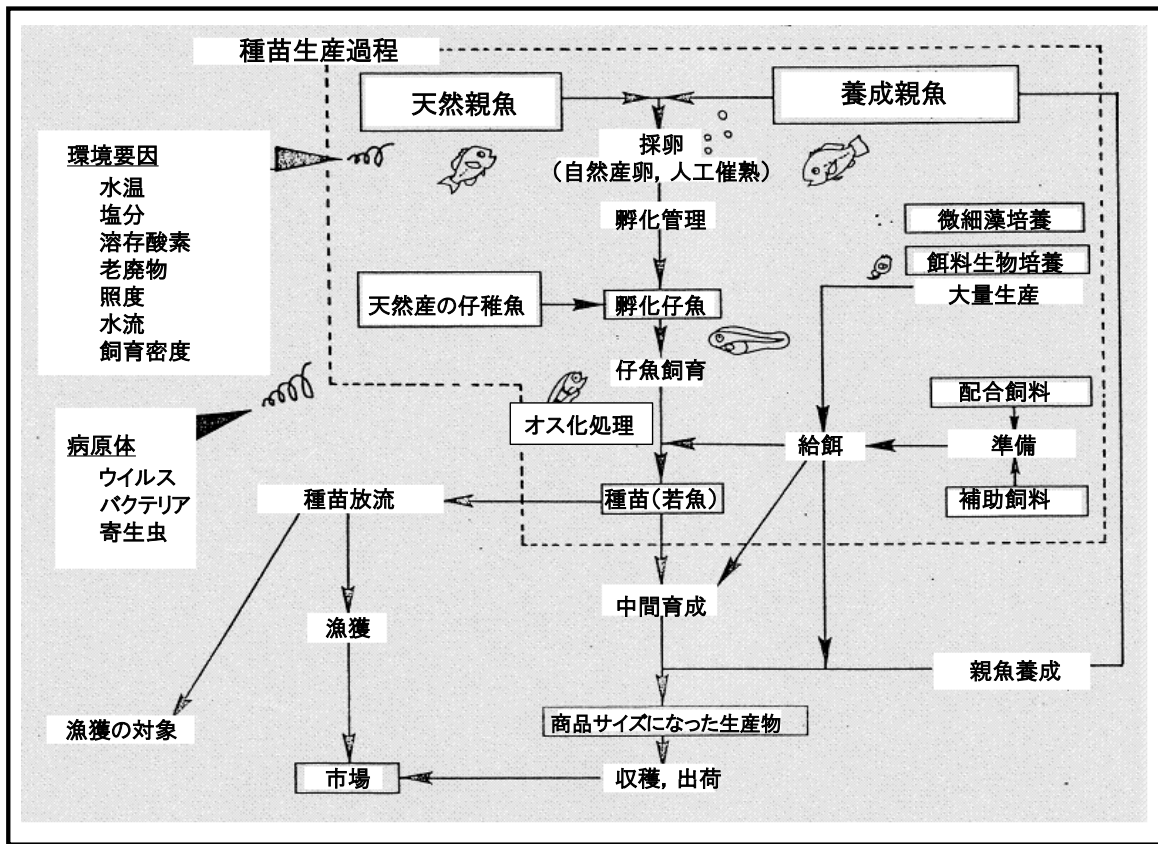 種苗生産過程
天然親魚
養成親魚
採卵
(自然産卵, 人工催熟)
孵化管理
環境要因
水温
塩分
溶存酸素
老廃物
照度
水流
飼育密度
微細藻培養
餌料生物培養
大量生産
天然産の仔稚魚
孵化仔魚
仔魚飼育
オス化処理
配合飼料
給餌
準備
補助飼料
病原体
ウイルス
バクテリア
寄生虫
種苗放流
種苗(若魚)
中間育成
漁獲
親魚養成
漁獲の対象
商品サイズになった生産物
市場
収穫, 出荷